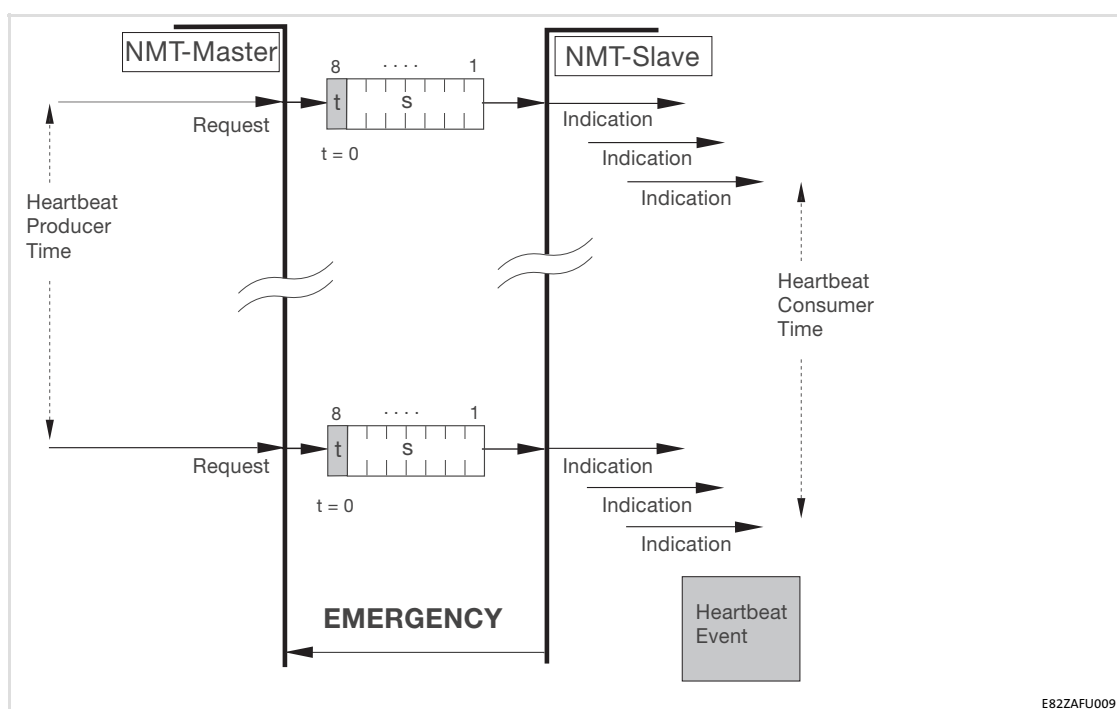 NMT-Master
NMT-Slave
8 .... 1
t s
Request
Indication
t = 0
Indication
Indication
Heartbeat
Producer
Time
Heartbeat
Consumer
Time
8 .... 1
t s
Request
Indication
t = 0
Indication
Indication
EMERGENCY
Heartbeat
Event
E82ZAFU009